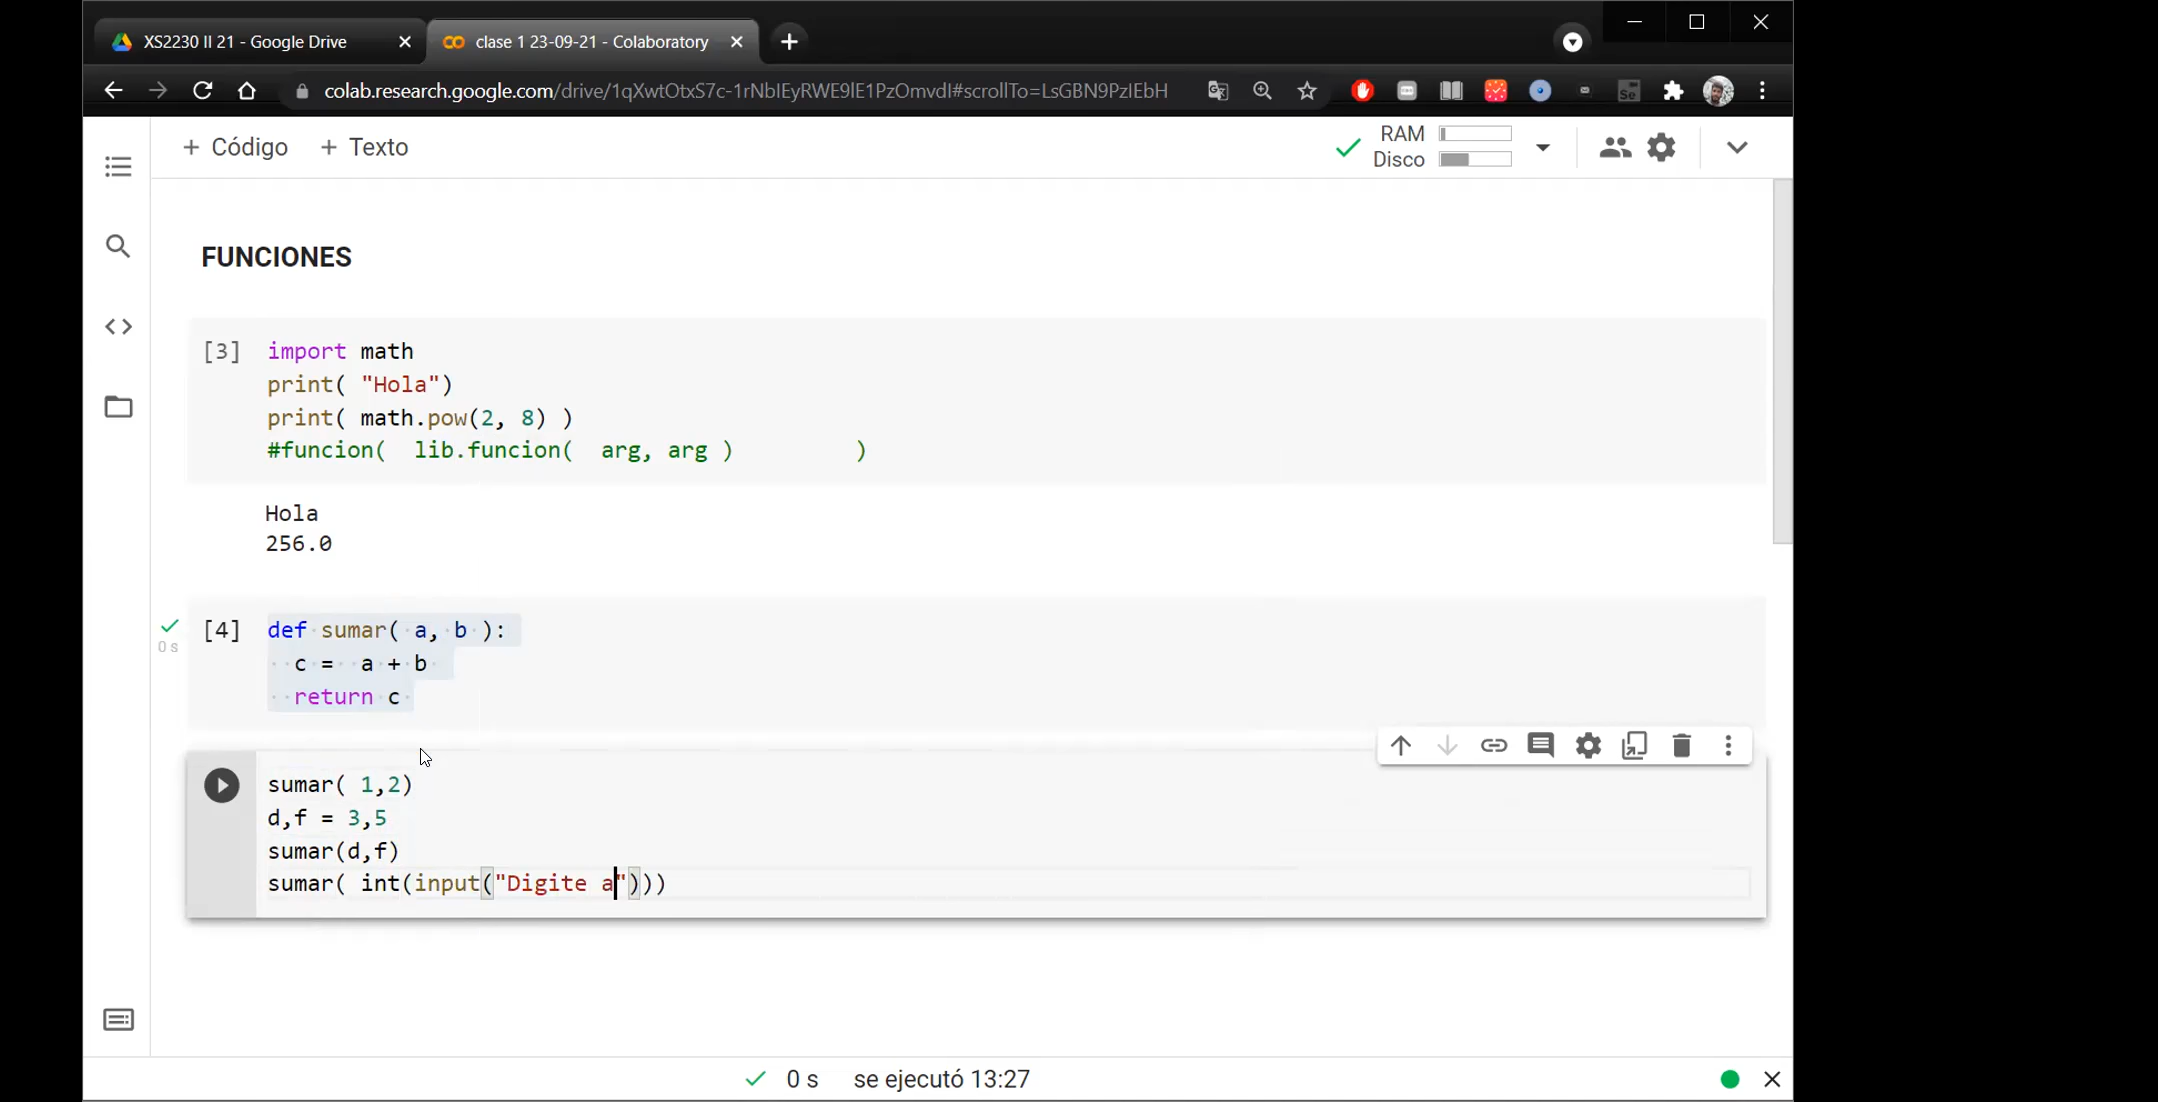 XS2230 II 21 - Google Drive
clase 1 23-09-21 - Colaboratory
colab.research.google.com/drive/1qXwtOtxS7c-1rNbIEyRWE9lE1PzOmvdI#scrollTo=LsGBN9PzIEbH
+ Código + Texto
RAM
Disco
FUNCIONES
[3] import math
print( "Hola")
print( math.pow(2, 8) )
#funcion(  lib.funcion(  arg, arg )         )
Hola
256.0
[4] def sumar( a, b ):
c =  a + b
return c
0 s
sumar( 1,2)
d,f = 3,5
sumar(d,f)
sumar( int(input("Digite a")))
0 s se ejecutó 13:27